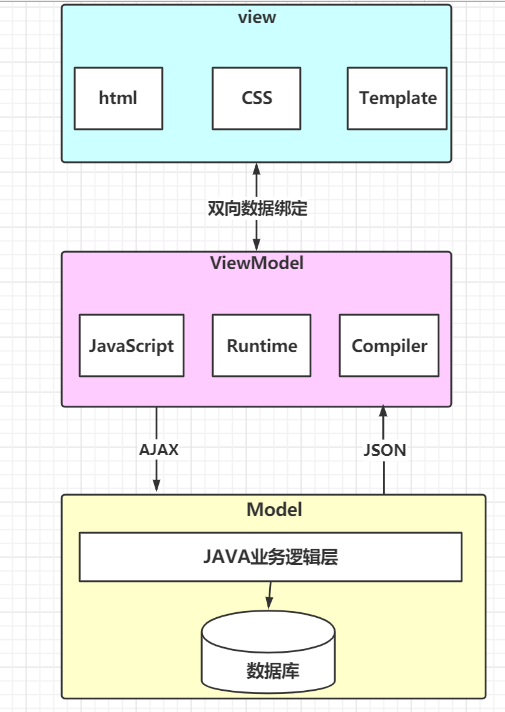 view
html
CSS
Template
双向数据绑定
ViewModel
JavaScript
Runtime
Compiler
AJAX
JSON
Model
JAVA业务逻辑层
数据库